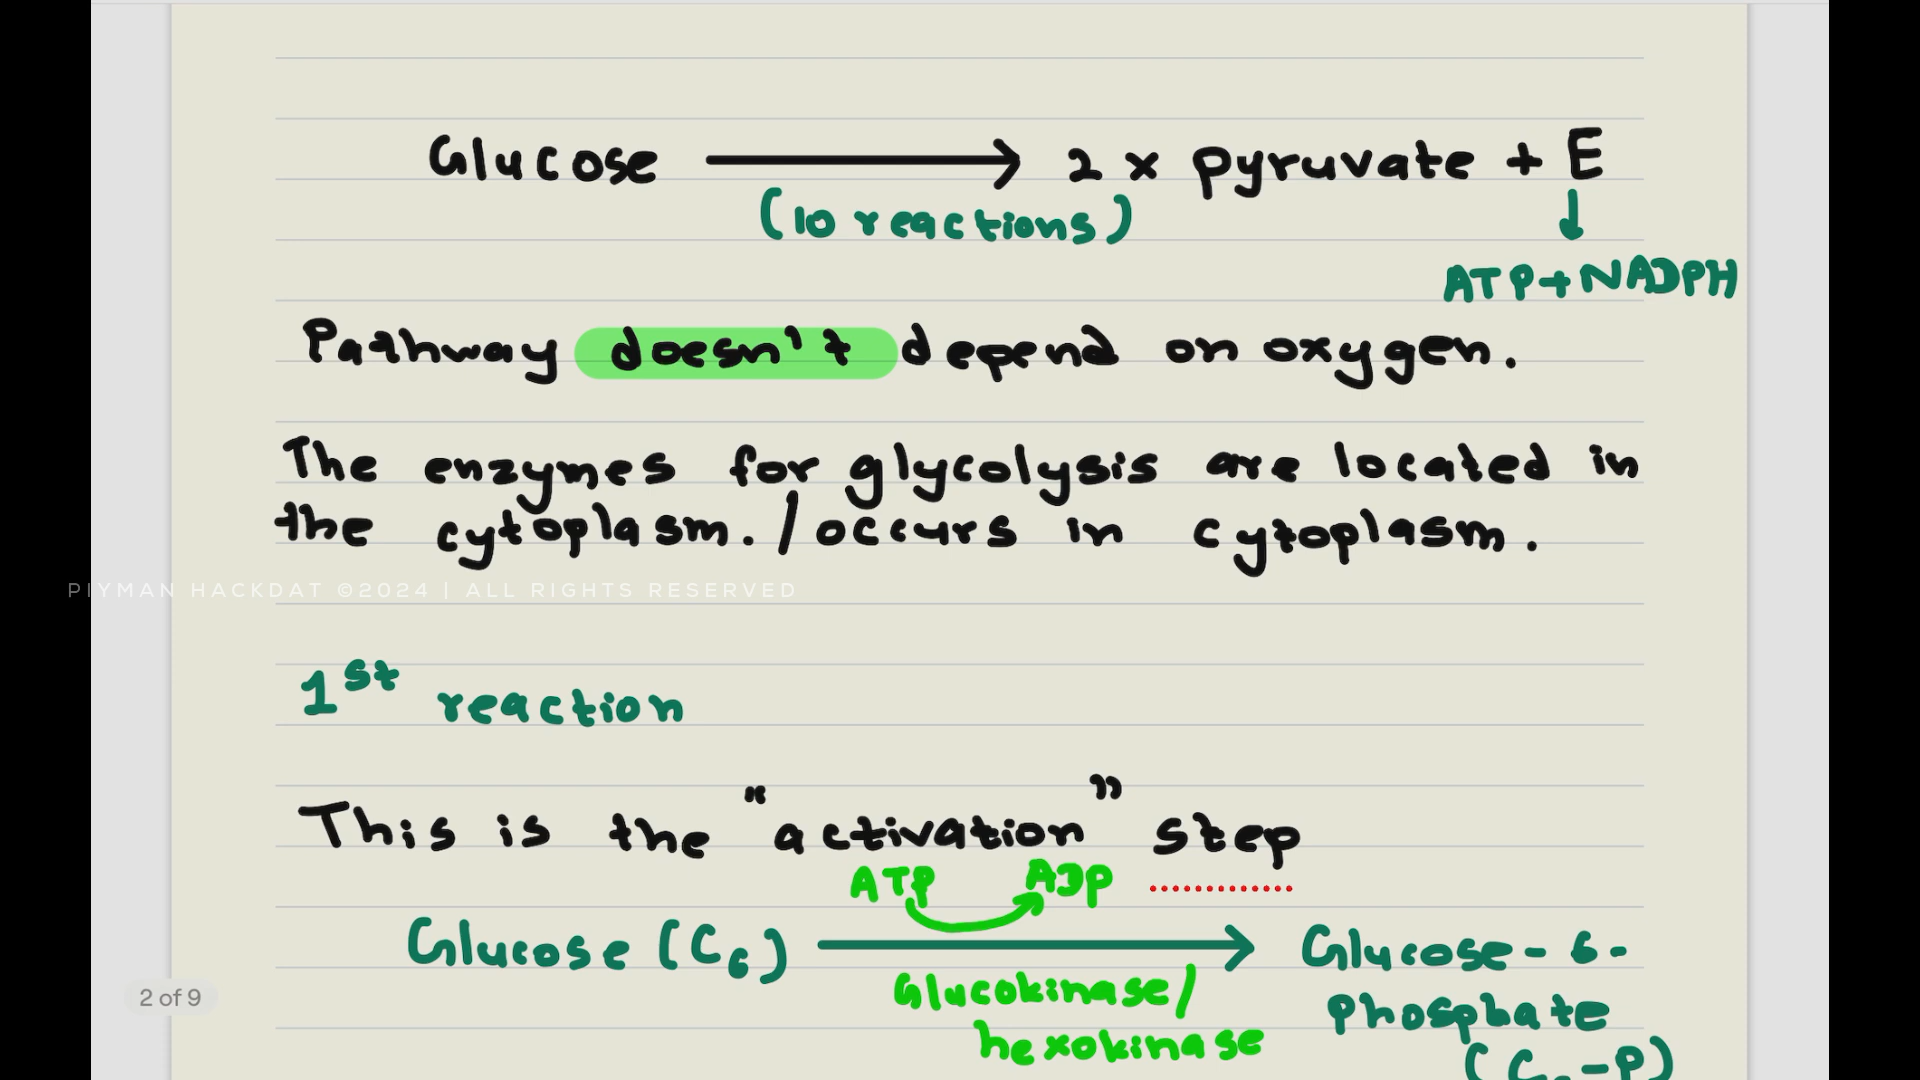 Glucose → 2 x pyruvate + E
(10 reactions)
↓
ATP+NADPH
Pathway doesn't depend on oxygen.
The enzymes for glycolysis are located in
the cytoplasm. / occurs in cytoplasm.
PIYMAN HACKDAT ©2024 | ALL RIGHTS RESERVED
1st reaction
This is the "activation" step
ATP ADP
Glucose (C6) → Glucose-6-
Glucokinase/ phosphate
hexokinase (C6-P)
2 of 9